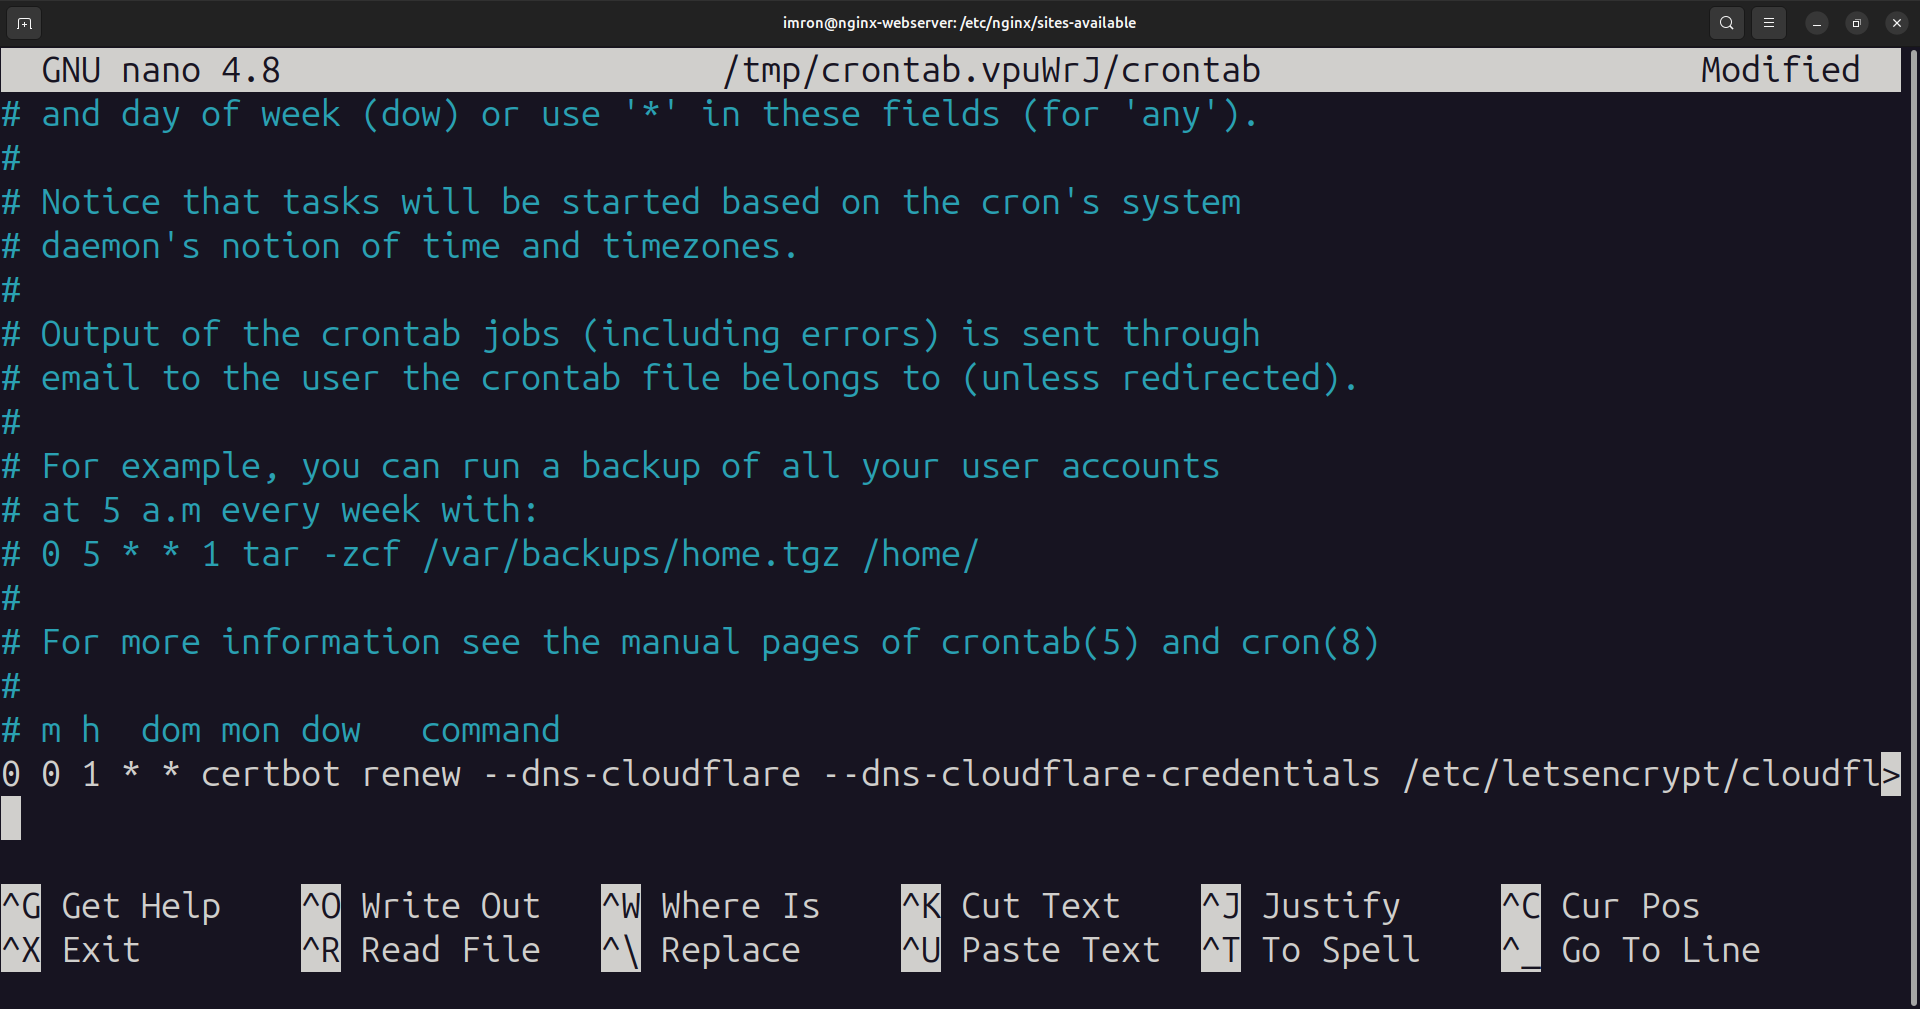 imron@nginx-webserver: /etc/nginx/sites-available
GNU nano 4.8 /tmp/crontab.vpuWrJ/crontab Modified
# and day of week (dow) or use '*' in these fields (for 'any').
#
# Notice that tasks will be started based on the cron's system
# daemon's notion of time and timezones.
#
# Output of the crontab jobs (including errors) is sent through
# email to the user the crontab file belongs to (unless redirected).
#
# For example, you can run a backup of all your user accounts
# at 5 a.m every week with:
# 0 5 * * 1 tar -zcf /var/backups/home.tgz /home/
#
# For more information see the manual pages of crontab(5) and cron(8)
#
# m h  dom mon dow   command
0 0 1 * * certbot renew --dns-cloudflare --dns-cloudflare-credentials /etc/letsencrypt/cloudfl>
^G Get Help ^O Write Out ^W Where Is ^K Cut Text ^J Justify ^C Cur Pos
^X Exit ^R Read File ^\ Replace ^U Paste Text ^T To Spell ^_ Go To Line